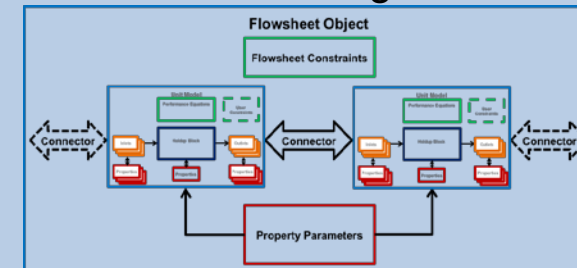 Flowsheet Object
Flowsheet Constraints
Unit Model
Performance Equations
User Constraints
Inlets
Holdup Block
Outlets
Properties
Properties
Properties
Unit Model
Performance Equations
User Constraints
Inlets
Holdup Block
Outlets
Properties
Properties
Properties
Connector
Connector
Connector
Property Parameters